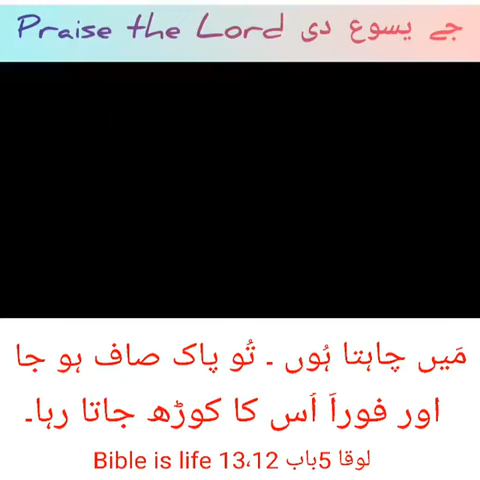 Praise the Lord جے یسوع دی
مَیں چاہتا ہُوں ۔ تُو پاک صاف ہو جا
اور فوراَ اُس کا کوڑھ جاتا رہا۔
لوقا 5باب 13،12 Bible is life